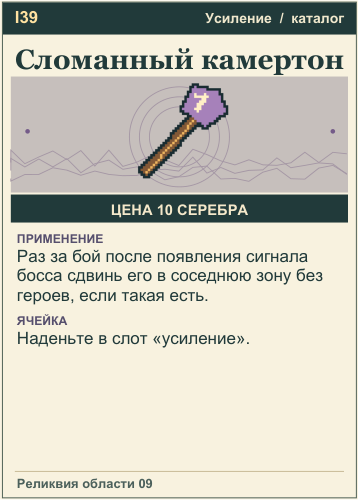 I39
Усиление / каталог
Сломанный камертон
7
ЦЕНА 10 СЕРЕБРА
ПРИМЕНЕНИЕ
Раз за бой после появления сигнала
босса сдвинь его в соседнюю зону без
героев, если такая есть.
ЯЧЕЙКА
Наденьте в слот «усиление».
Реликвия области 09